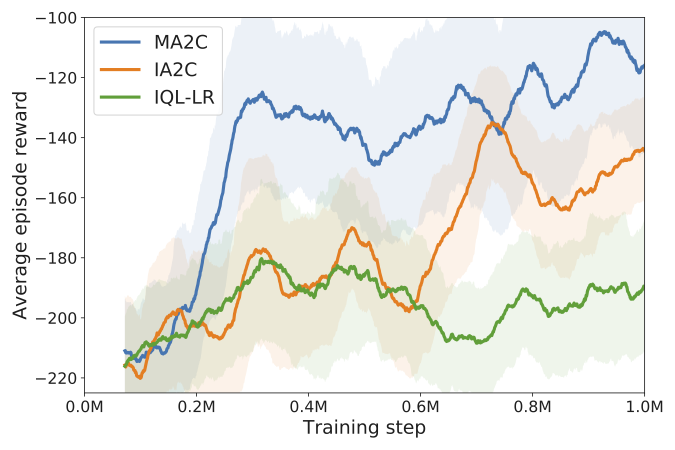 −100
−120
−140
−160
−180
−200
−220
Average episode reward
MA2C
IA2C
IQL-LR
0.0M 0.2M 0.4M 0.6M 0.8M 1.0M
Training step